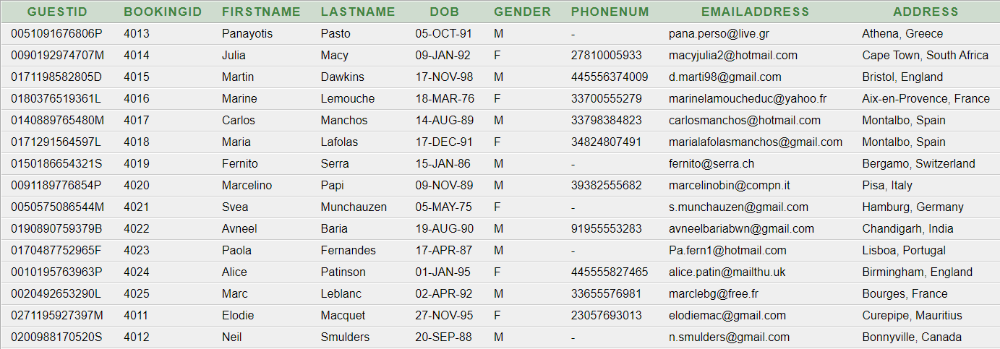 GUESTID BOOKINGID FIRSTNAME LASTNAME DOB GENDER PHONENUM EMAILADDRESS ADDRESS
0051091676806P 4013 Panayotis Pasto 05-OCT-91 M - pana.perso@live.gr Athena, Greece
0090192974707M 4014 Julia Macy 09-JAN-92 F 27810005933 macyjulia2@hotmail.com Cape Town, South Africa
0171198582805D 4015 Martin Dawkins 17-NOV-98 M 445556374009 d.marti98@gmail.com Bristol, England
0180376519361L 4016 Marine Lemouche 18-MAR-76 F 33700555279 marinelamoucheduc@yahoo.fr Aix-en-Provence, France
0140889765480M 4017 Carlos Manchos 14-AUG-89 M 33798384823 carlosmanchos@hotmail.com Montalbo, Spain
0171291564597L 4018 Maria Lafolas 17-DEC-91 F 34824807491 marialafolasmanchos@gmail.com Montalbo, Spain
0150186654321S 4019 Fernito Serra 15-JAN-86 M - fernito@serra.ch Bergamo, Switzerland
0091189776854P 4020 Marcelino Papi 09-NOV-89 M 39382555682 marcelinobin@compn.it Pisa, Italy
0050575086544M 4021 Svea Munchauzen 05-MAY-75 F - s.munchauzen@gmail.com Hamburg, Germany
0190890759379B 4022 Avneel Baria 19-AUG-90 M 91955553283 avneelbariabwn@gmail.com Chandigarh, India
0170487752965F 4023 Paola Fernandes 17-APR-87 M - Pa.fern1@hotmail.com Lisboa, Portugal
0010195763963P 4024 Alice Patinson 01-JAN-95 F 445555827465 alice.patin@mailthu.uk Birmingham, England
0020492653290L 4025 Marc Leblanc 02-APR-92 M 33655576981 marclebg@free.fr Bourges, France
0271195927397M 4011 Elodie Macquet 27-NOV-95 F 23057693013 elodiemac@gmail.com Curepipe, Mauritius
0200988170520S 4012 Neil Smulders 20-SEP-88 M - n.smulders@gmail.com Bonnyville, Canada